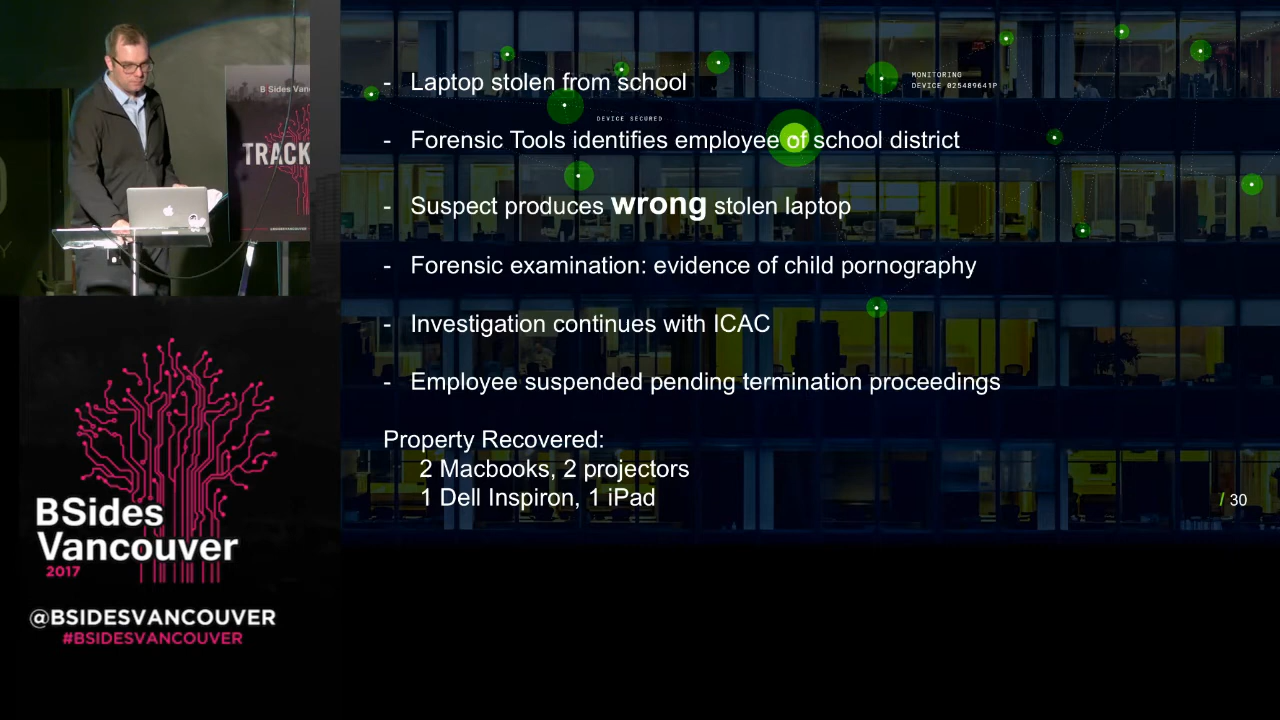 B Sides Van
TRACK
- Laptop stolen from school
MONITORING
DEVICE 025489641P
DEVICE SECURED
- Forensic Tools identifies employee of school district
- Suspect produces wrong stolen laptop
- Forensic examination: evidence of child pornography
- Investigation continues with ICAC
- Employee suspended pending termination proceedings
Property Recovered:
2 Macbooks, 2 projectors
1 Dell Inspiron, 1 iPad
/ 30
BSides
Vancouver
2017
@BSIDESVANCOUVER
#BSIDESVANCOUVER